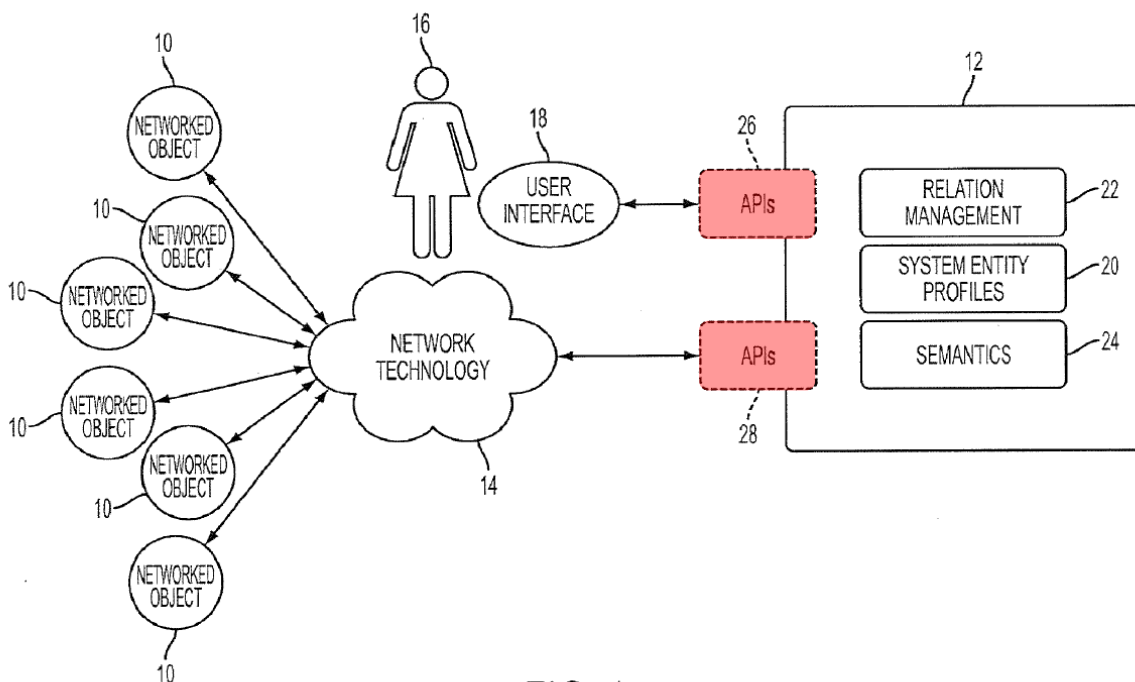 16
10
NETWORKED
OBJECT
18
USER
INTERFACE
26
APIs
12
RELATION
MANAGEMENT
22
10
NETWORKED
OBJECT
SYSTEM ENTITY
PROFILES
20
10
NETWORKED
OBJECT
NETWORK
TECHNOLOGY
APIs
SEMANTICS
24
10
NETWORKED
OBJECT
28
14
10
NETWORKED
OBJECT
NETWORKED
OBJECT
10